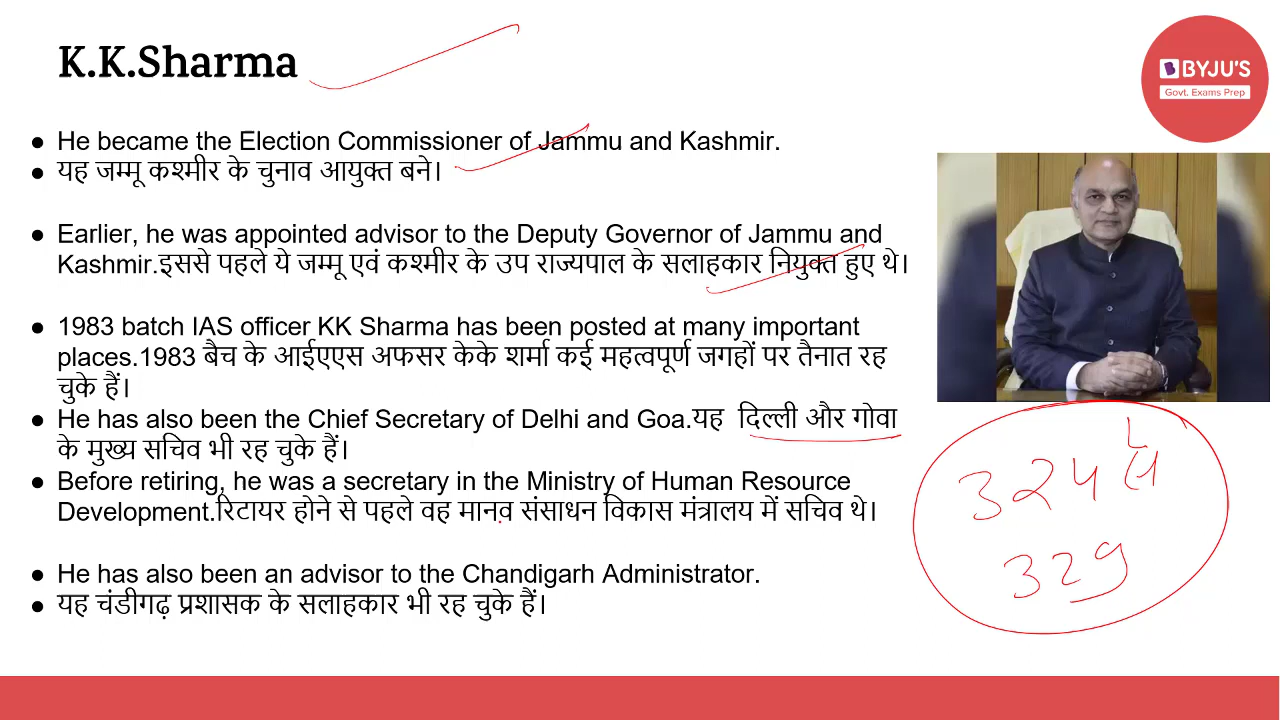 K.K.Sharma
BYJU'S
Govt. Exams Prep
● He became the Election Commissioner of Jammu and Kashmir.
● यह जम्मू कश्मीर के चुनाव आयुक्त बने।
● Earlier, he was appointed advisor to the Deputy Governor of Jammu and
Kashmir.इससे पहले ये जम्मू एवं कश्मीर के उप राज्यपाल के सलाहकार नियुक्त हुए थे।
● 1983 batch IAS officer KK Sharma has been posted at many important
places.1983 बैच के आईएएस अफसर केके शर्मा कई महत्वपूर्ण जगहों पर तैनात रह
चुके हैं।
● He has also been the Chief Secretary of Delhi and Goa.यह दिल्ली और गोवा
के मुख्य सचिव भी रह चुके हैं।
● Before retiring, he was a secretary in the Ministry of Human Resource
Development.रिटायर होने से पहले वह मानव संसाधन विकास मंत्रालय में सचिव थे।
● He has also been an advisor to the Chandigarh Administrator.
● यह चंडीगढ़ प्रशासक के सलाहकार भी रह चुके हैं।
324 से
329